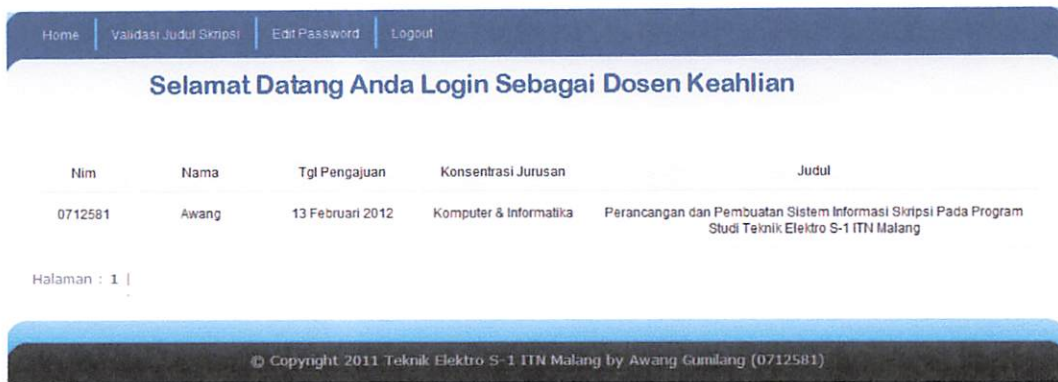 Home Validasi Judul Skripsi Edit Password Logout
Selamat Datang Anda Login Sebagai Dosen Keahlian
Nim Nama Tgl Pengajuan Konsentrasi Jurusan Judul
0712581 Awang 13 Februari 2012 Komputer & Informatika Perancangan dan Pembuatan Sistem Informasi Skripsi Pada Program
Studi Teknik Elektro S-1 ITN Malang
Halaman : 1 |
© Copyright 2011 Teknik Elektro S-1 ITN Malang by Awang Gumilang (0712581)